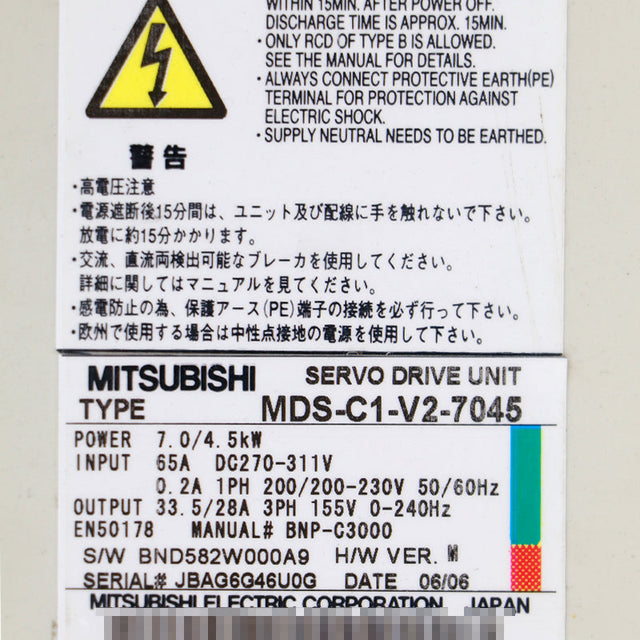 WITHIN 15MIN. AFTER POWER OFF.
DISCHARGE TIME IS APPROX. 15MIN.
・ONLY RCD OF TYPE B IS ALLOWED.
SEE THE MANUAL FOR DETAILS.
・ALWAYS CONNECT PROTECTIVE EARTH(PE)
TERMINAL FOR PROTECTION AGAINST
ELECTRIC SHOCK.
・SUPPLY NEUTRAL NEEDS TO BE EARTHED.
警告
・高電圧注意
・電源遮断後15分間は、ユニット及び配線に手を触れないで下さい。
放電に約15分かかります。
・交流、直流両検出可能なブレーカを使用してください。
詳細に関してはマニュアルを見てください。
・感電防止の為、保護アース(PE)端子の接続を必ず行って下さい。
・欧州で使用する場合は中性点接地の電源を使用して下さい。
MITSUBISHI SERVO DRIVE UNIT
TYPE MDS-C1-V2-7045
POWER 7.0/4.5kW
INPUT 65A DC270-311V
0.2A 1PH 200/200-230V 50/60Hz
OUTPUT 33.5/28A 3PH 155V 0-240Hz
EN50178 MANUAL# BNP-C3000
S/W BND582W000A9 H/W VER. M
SERIAL# JBAG6G46U0G DATE 06/06
MITSUBISHI ELECTRIC CORPORATION JAPAN